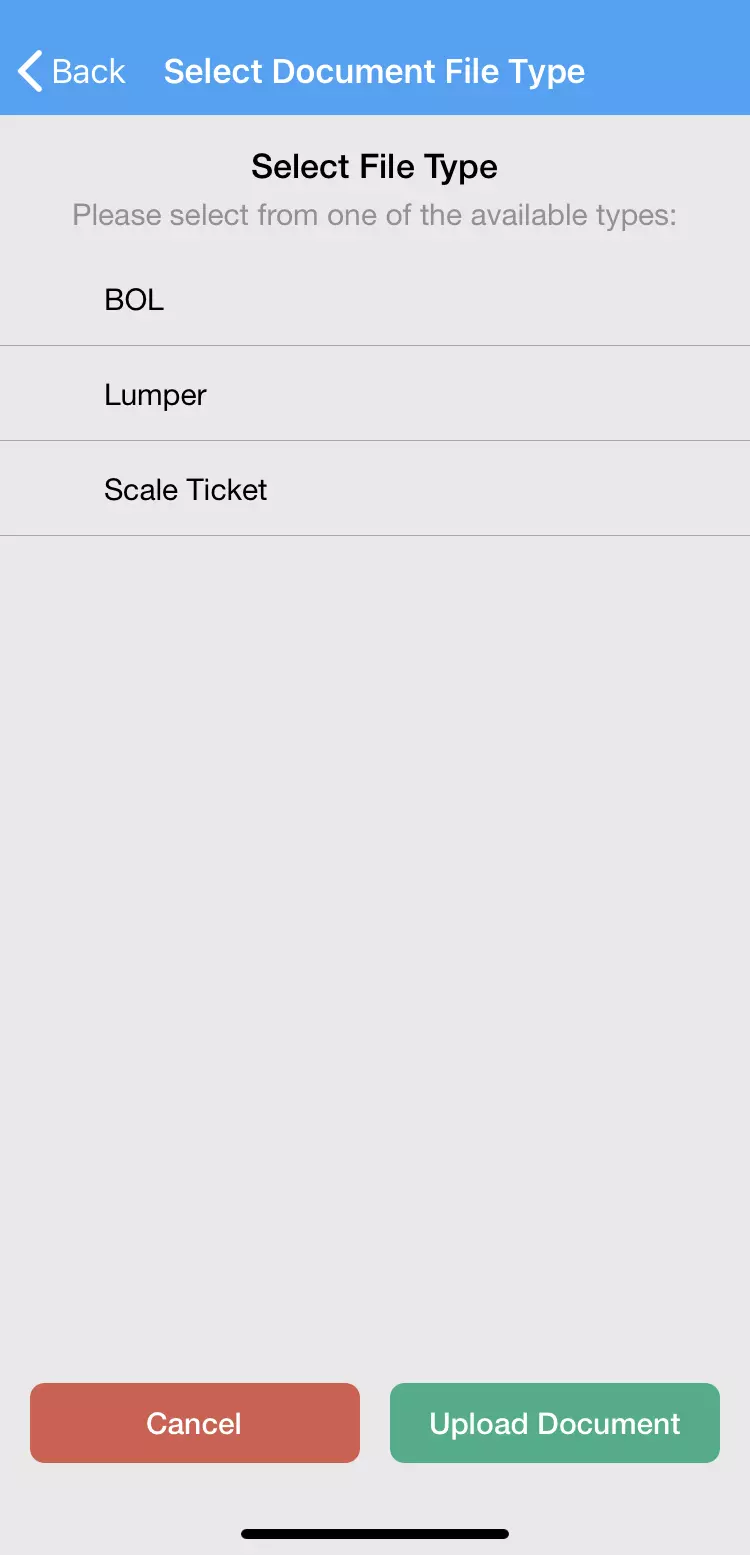 Back Select Document File Type
Select File Type
Please select from one of the available types:
BOL
Lumper
Scale Ticket
Cancel Upload Document